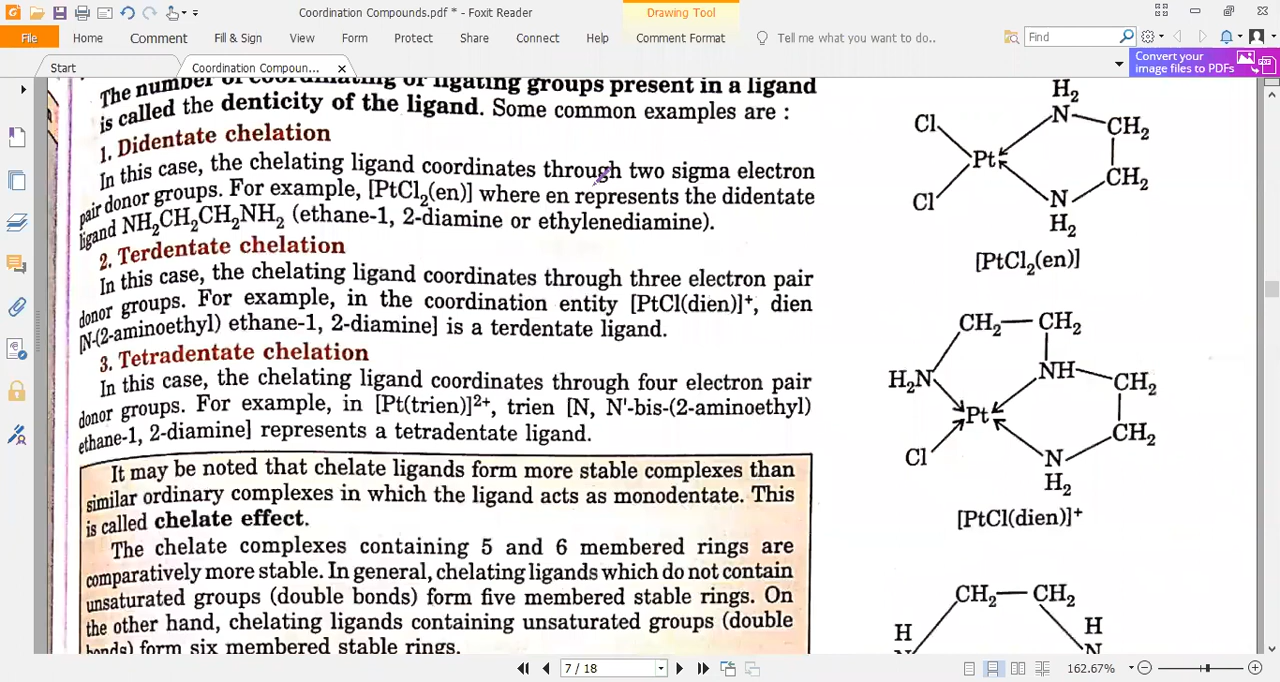 Coordination Compounds.pdf * - Foxit Reader
Drawing Tool
File Home Comment Fill & Sign View Form Protect Share Connect Help Comment Format Tell me what you want to do.. Find
Start Coordination Compoun... Convert your image files to PDFs
The number of coordinating or ligating groups present in a ligand
is called the denticity of the ligand. Some common examples are :
1. Didentate chelation
In this case, the chelating ligand coordinates through two sigma electron
pair donor groups. For example, [PtCl₂(en)] where en represents the didentate
ligand NH₂CH₂CH₂NH₂ (ethane-1, 2-diamine or ethylenediamine).
2. Terdentate chelation
In this case, the chelating ligand coordinates through three electron pair
donor groups. For example, in the coordination entity [PtCl(dien)]⁺, dien
[N-(2-aminoethyl) ethane-1, 2-diamine] is a terdentate ligand.
3. Tetradentate chelation
In this case, the chelating ligand coordinates through four electron pair
donor groups. For example, in [Pt(trien)]²⁺, trien [N, N'-bis-(2-aminoethyl)
ethane-1, 2-diamine] represents a tetradentate ligand.
It may be noted that chelate ligands form more stable complexes than
similar ordinary complexes in which the ligand acts as monodentate. This
is called chelate effect.
The chelate complexes containing 5 and 6 membered rings are
comparatively more stable. In general, chelating ligands which do not contain
unsaturated groups (double bonds) form five membered stable rings. On
the other hand, chelating ligands containing unsaturated groups (double
bonds) form six membered stable rings.
H₂
N
Cl
CH₂
Pt
CH₂
Cl
N
H₂
[PtCl₂(en)]
CH₂ CH₂
H₂N NH CH₂
Pt
CH₂
Cl N
H₂
[PtCl(dien)]⁺
CH₂ CH₂
H H
N N
7 / 18
162.67%